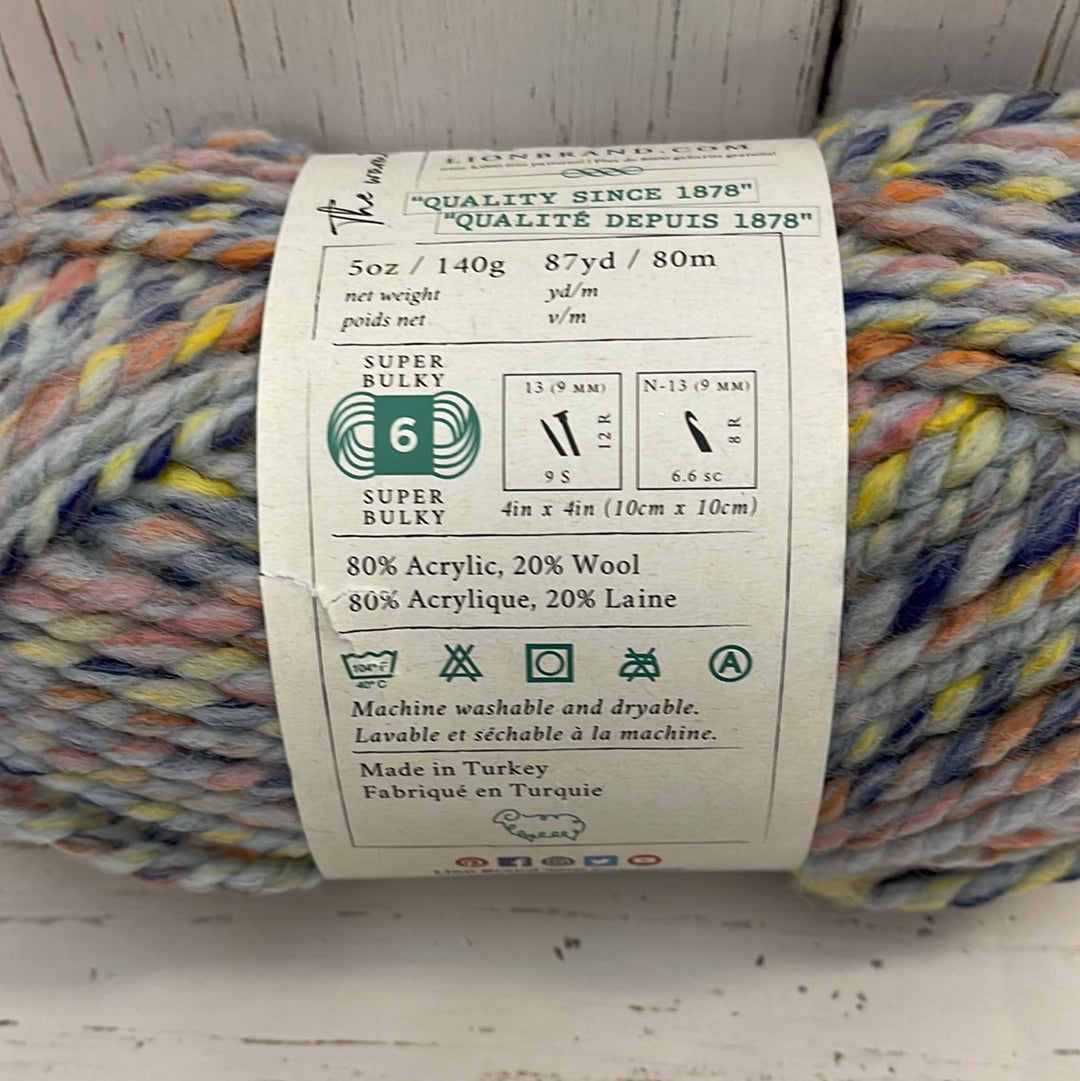 The
LIONBRAND.COM
"QUALITY SINCE 1878"
"QUALITÉ DEPUIS 1878"
5oz / 140g 87yd / 80m
net weight yd/m
poids net v/m
SUPER
BULKY
6
SUPER
BULKY
13 (9 MM)
12 R
9 S
N-13 (9 MM)
8 R
6.6 sc
4in x 4in (10cm x 10cm)
80% Acrylic, 20% Wool
80% Acrylique, 20% Laine
104° F
40° C
A
Machine washable and dryable.
Lavable et séchable à la machine.
Made in Turkey
Fabriqué en Turquie